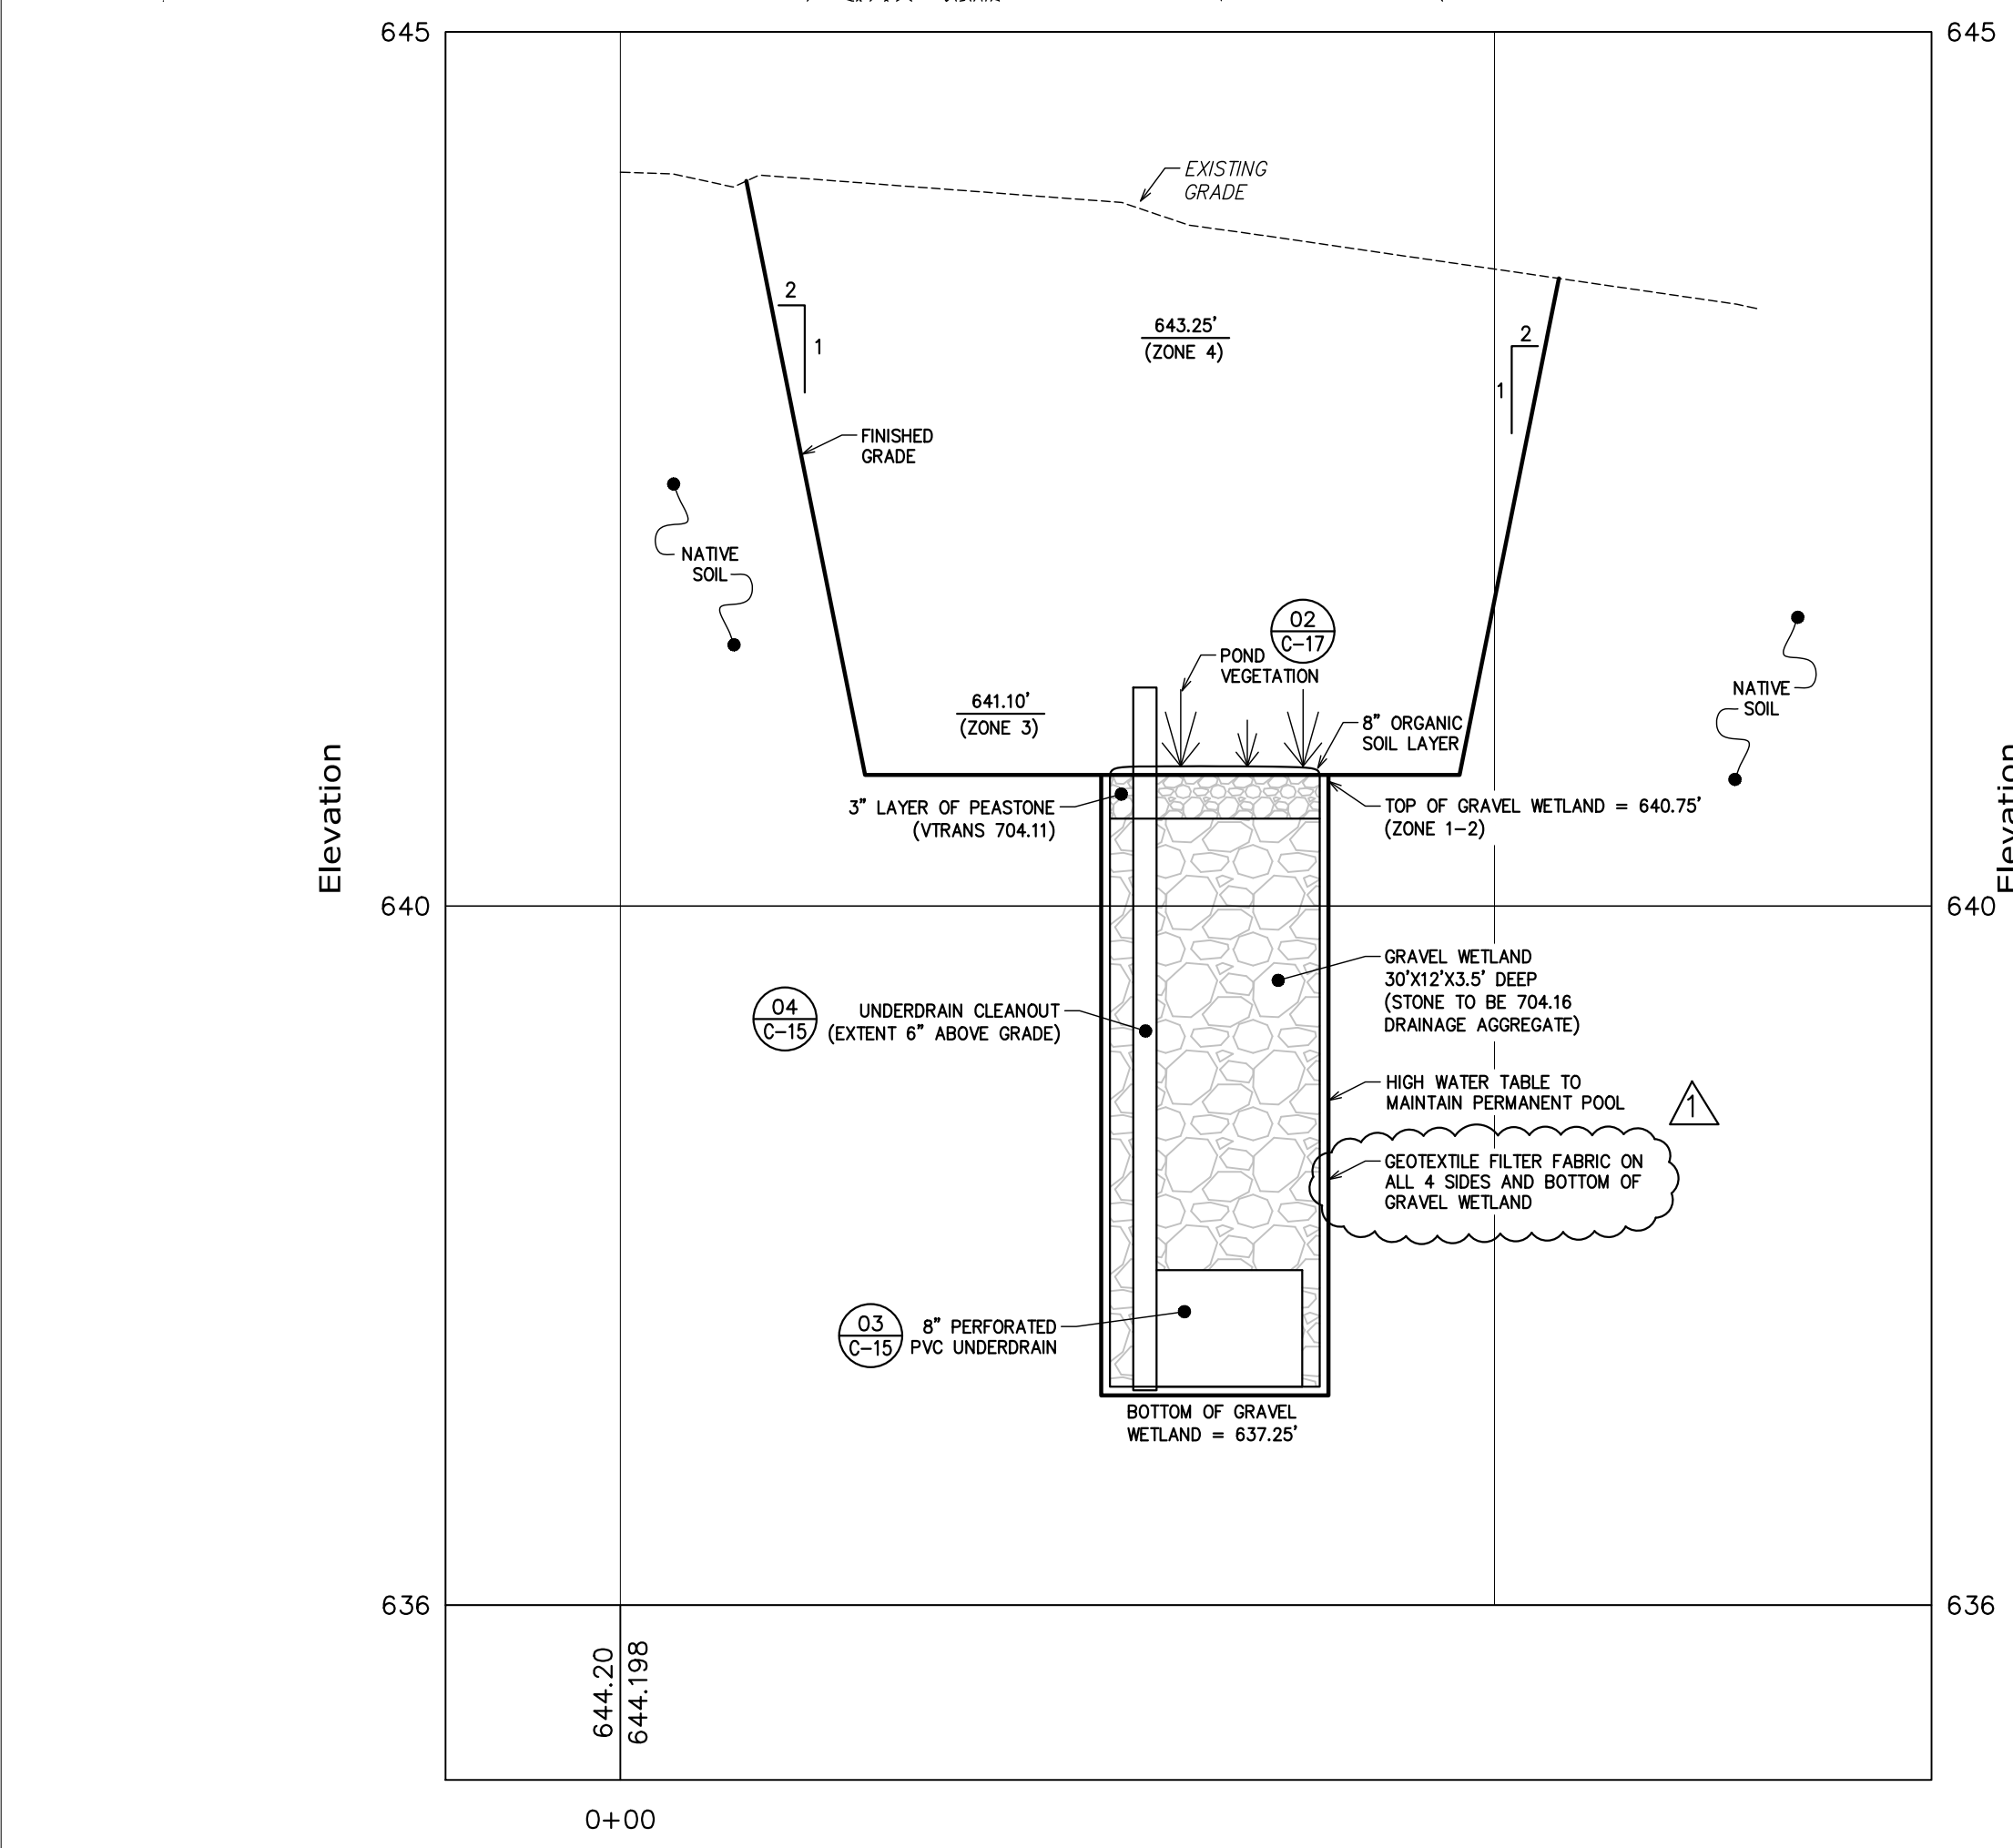 645
645
EXISTING
GRADE
2
1
643.25'
(ZONE 4)
2
1
FINISHED
GRADE
NATIVE
SOIL
02
C-17
POND
VEGETATION
641.10'
(ZONE 3)
8" ORGANIC
SOIL LAYER
NATIVE
SOIL
Elevation
Elevation
3" LAYER OF PEASTONE
(VTRANS 704.11)
TOP OF GRAVEL WETLAND = 640.75'
(ZONE 1-2)
640
640
GRAVEL WETLAND
30'X12'X3.5' DEEP
(STONE TO BE 704.16
DRAINAGE AGGREGATE)
04
C-15
UNDERDRAIN CLEANOUT
(EXTENT 6" ABOVE GRADE)
HIGH WATER TABLE TO
MAINTAIN PERMANENT POOL
1
GEOTEXTILE FILTER FABRIC ON
ALL 4 SIDES AND BOTTOM OF
GRAVEL WETLAND
03
C-15
8" PERFORATED
PVC UNDERDRAIN
BOTTOM OF GRAVEL
WETLAND = 637.25'
636
636
644.20
644.198
0+00